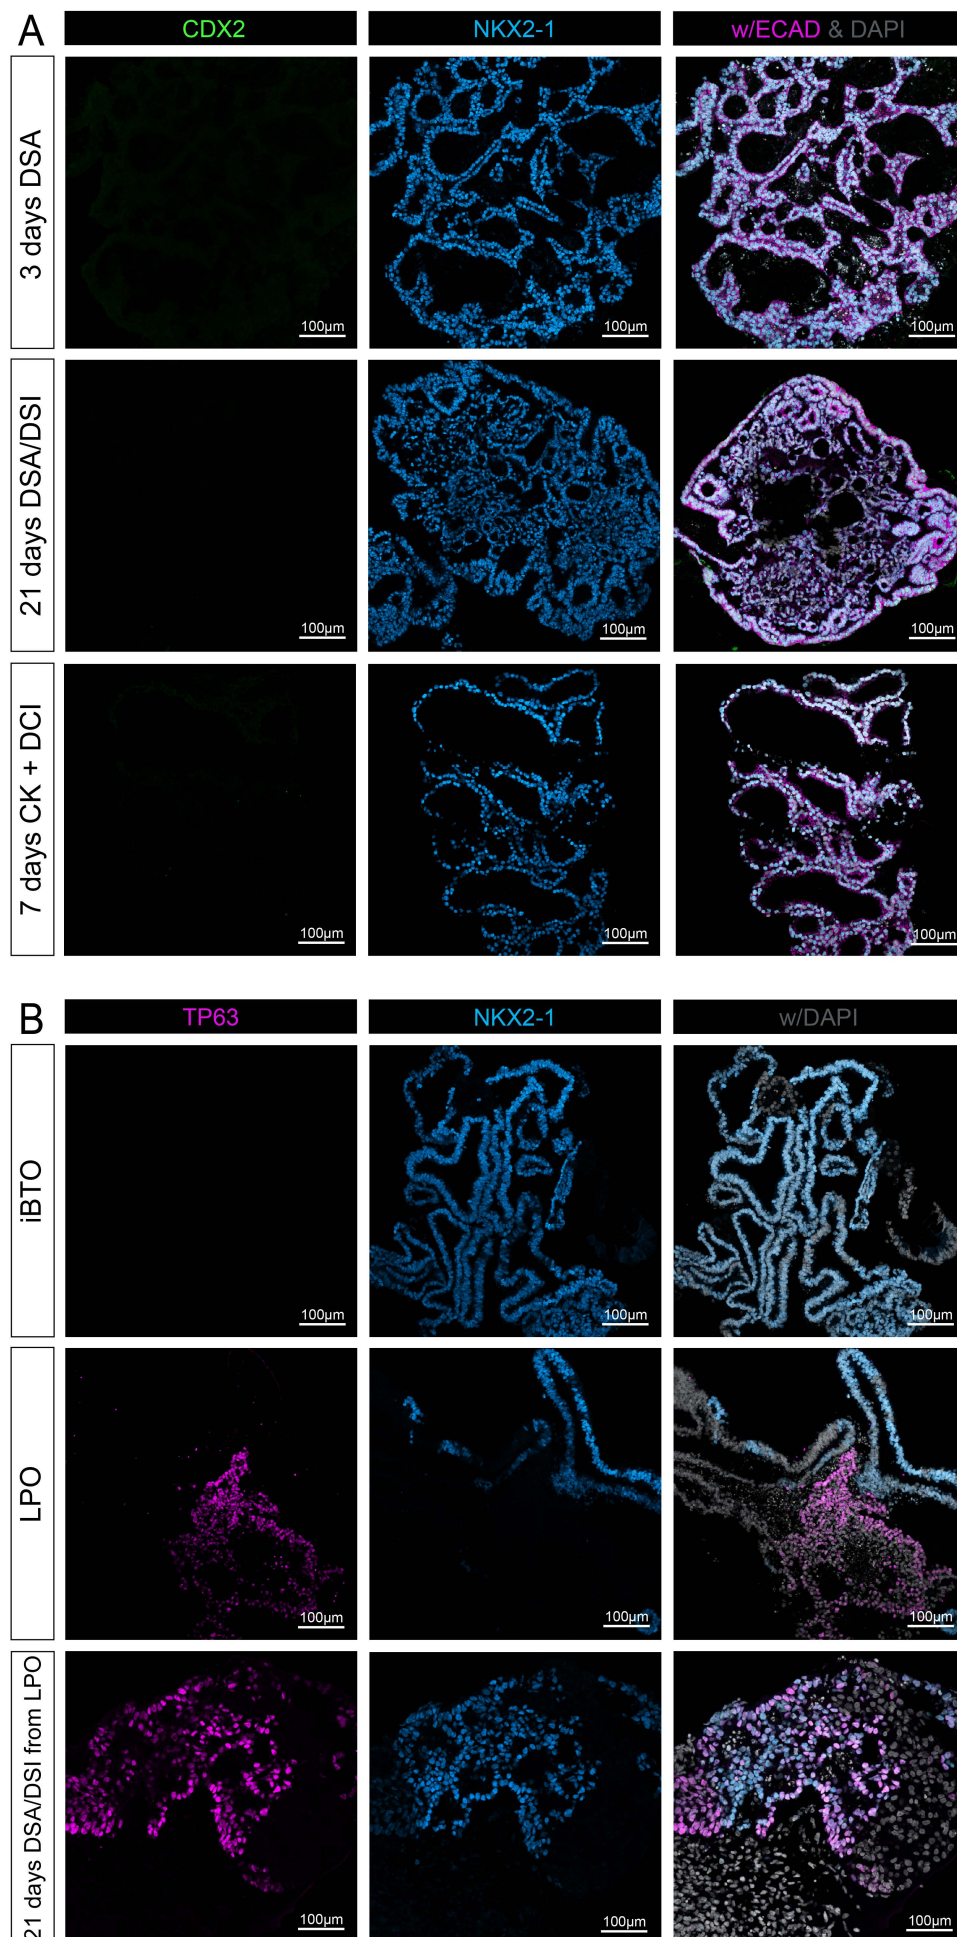 A
CDX2
NKX2-1
w/ECAD & DAPI
3 days DSA
100µm
100µm
100µm
21 days DSA/DSI
100µm
100µm
100µm
7 days CK + DCI
100µm
100µm
100µm
B
TP63
NKX2-1
w/DAPI
iBTO
100µm
100µm
100µm
LPO
100µm
100µm
100µm
21 days DSA/DSI from LPO
100µm
100µm
100µm